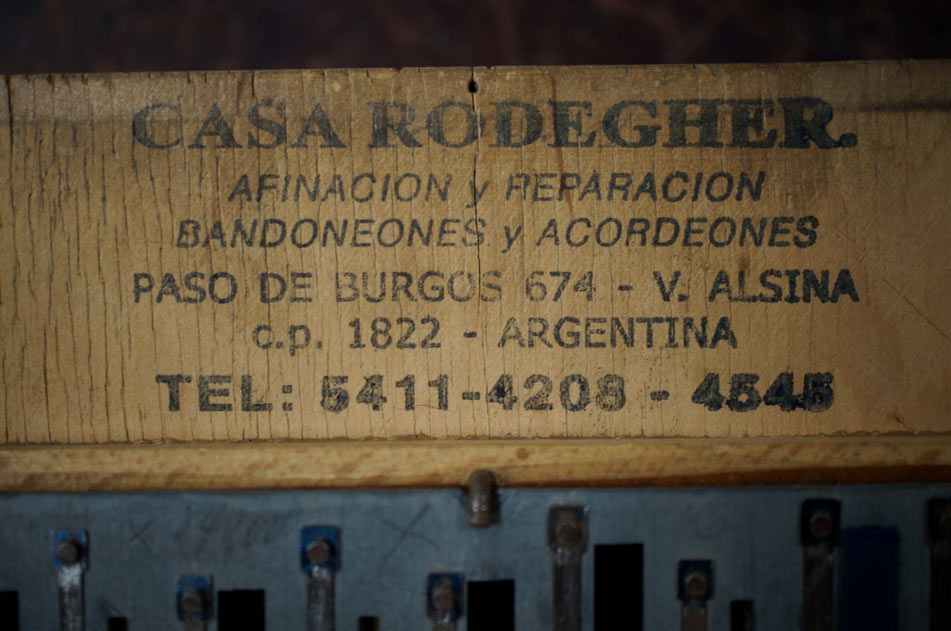 CASA RODEGHER.
AFINACION y REPARACION
BANDONEONES y ACORDEONES
PASO DE BURGOS 674 - V. ALSINA
c.p. 1822 - ARGENTINA
TEL: 5411-4208 - 4545